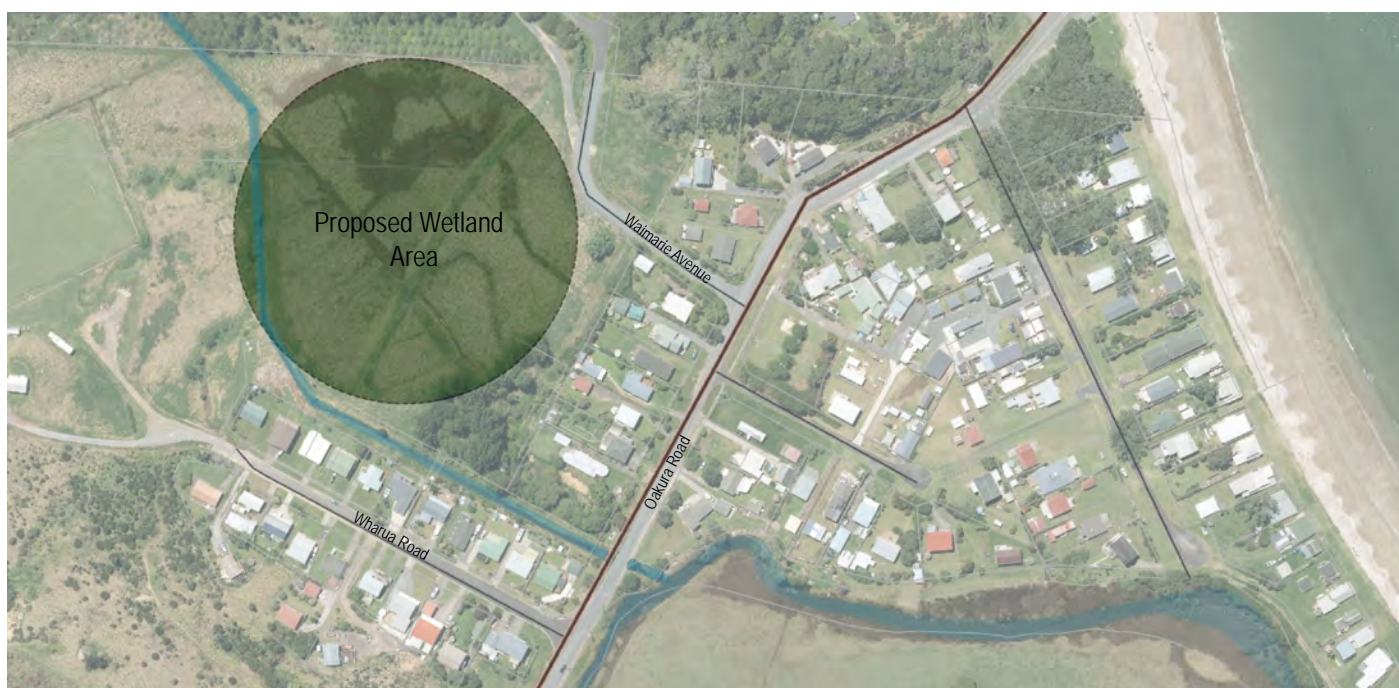 Proposed Wetland
Area
Waimarie Avenue
Oakura Road
Wharua Road